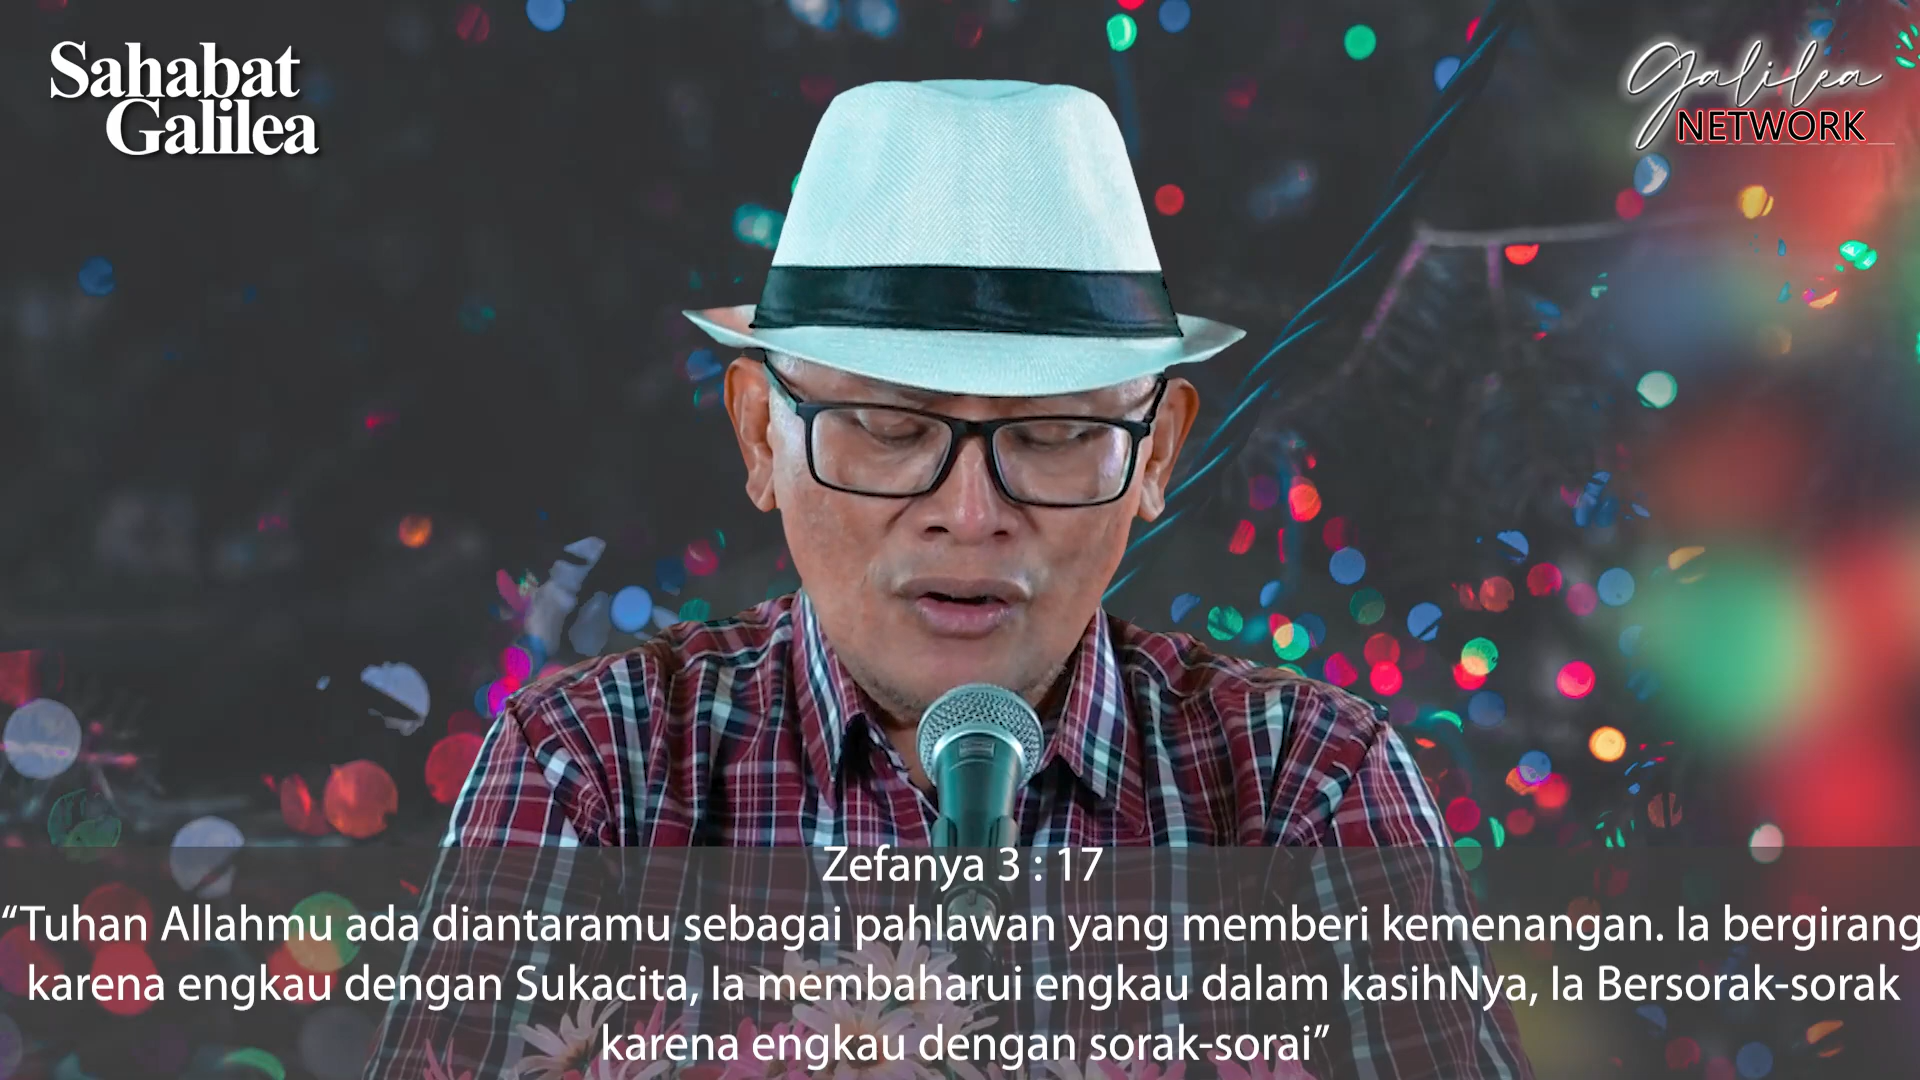 Sahabat
Galilea
Galilea
NETWORK
Zefanya 3 : 17
“Tuhan Allahmu ada diantaramu sebagai pahlawan yang memberi kemenangan. Ia bergirang
karena engkau dengan Sukacita, Ia membaharui engkau dalam kasihNya, Ia Bersorak-sorak
karena engkau dengan sorak-sorai”